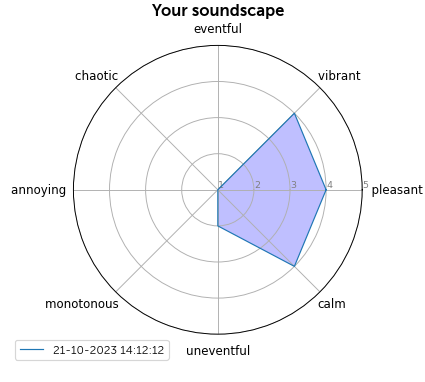 Your soundscape
eventful
chaotic
vibrant
annoying
1 2 3 4 5
pleasant
monotonous
calm
uneventful
21-10-2023 14:12:12